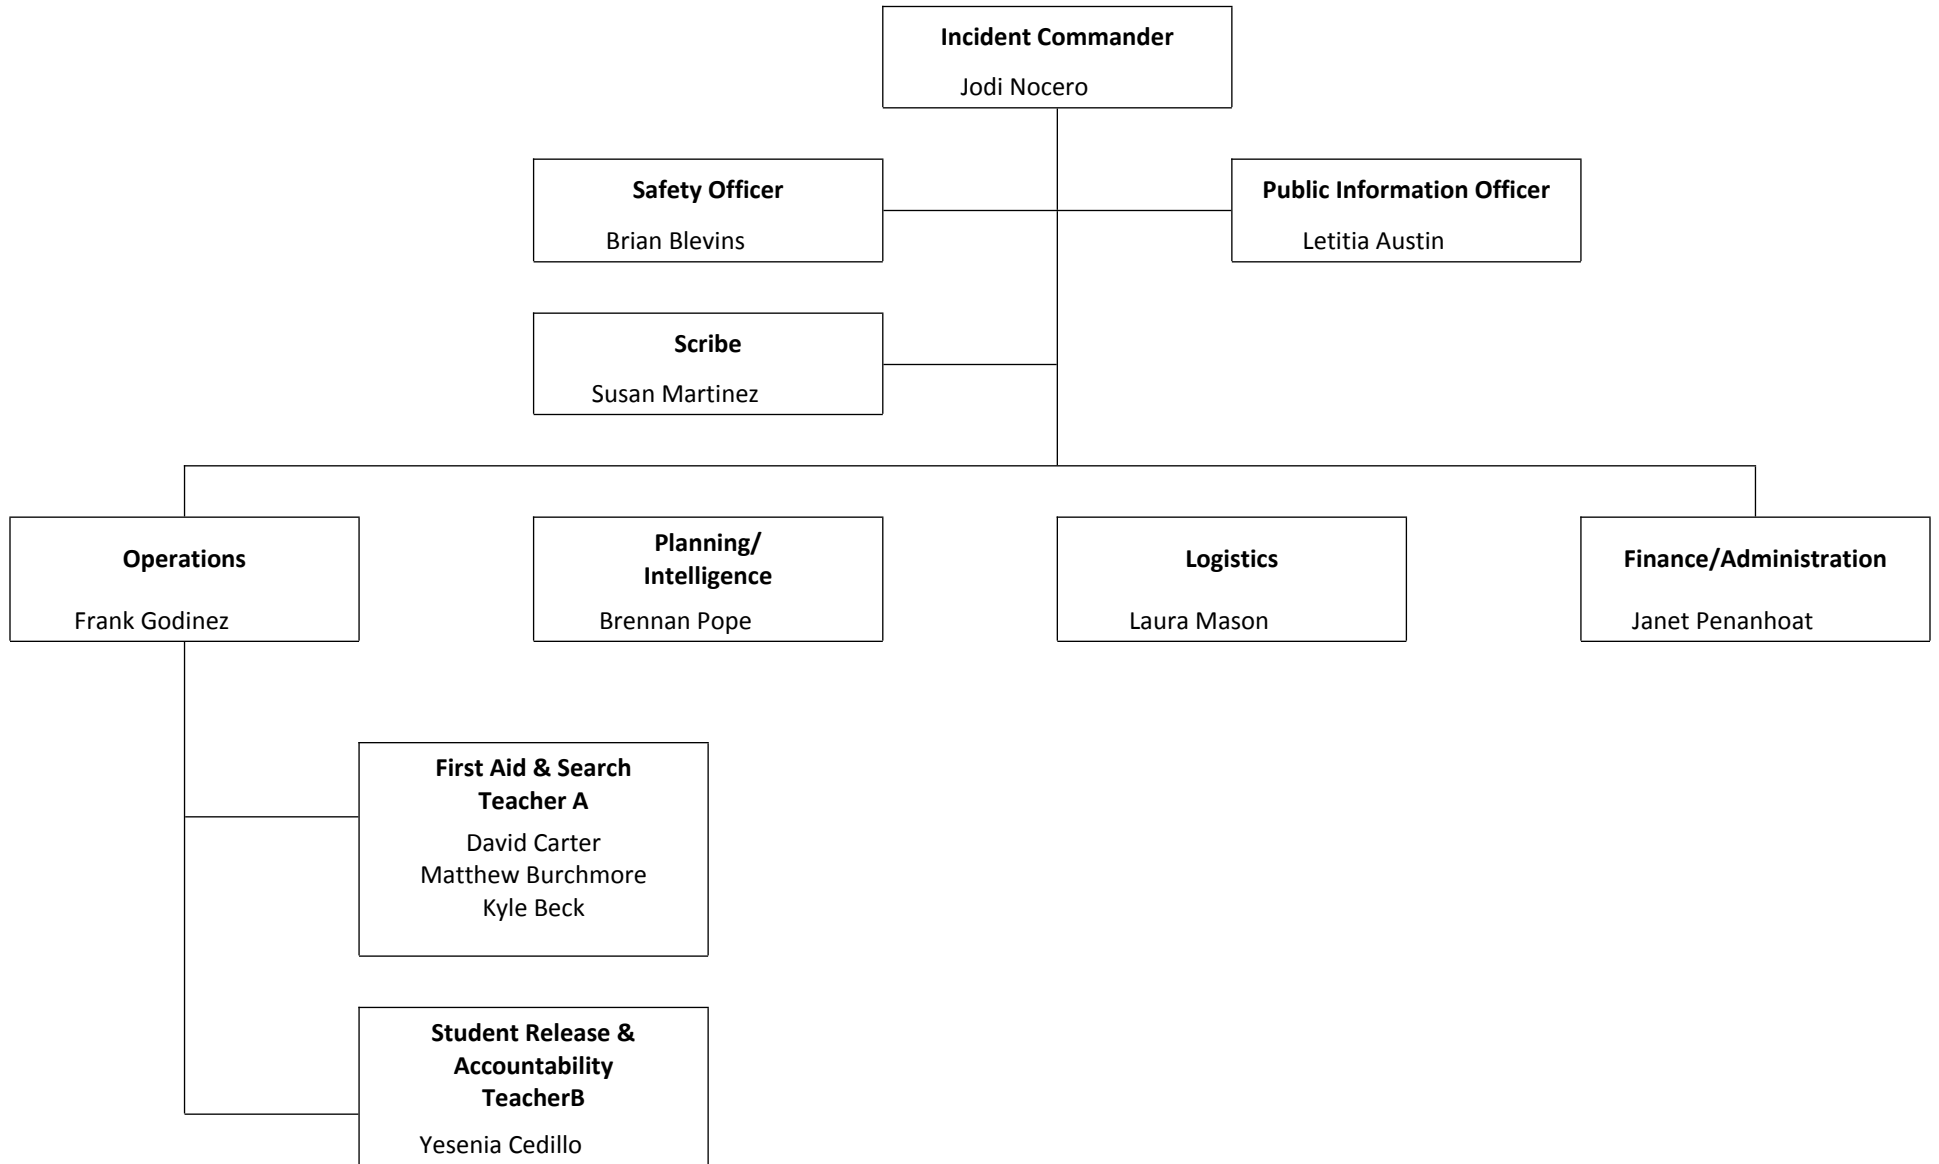 Incident Commander
Jodi Nocero
Safety Officer
Brian Blevins
Public Information Officer
Letitia Austin
Scribe
Susan Martinez
Operations
Frank Godinez
Planning/
Intelligence
Brennan Pope
Logistics
Laura Mason
Finance/Administration
Janet Penanhoat
First Aid & Search
Teacher A
David Carter
Matthew Burchmore
Kyle Beck
Student Release &
Accountability
TeacherB
Yesenia Cedillo